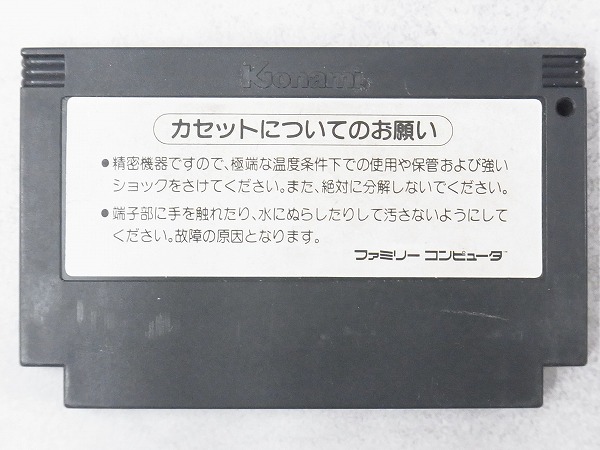 Konami
カセットについてのお願い
●精密機器ですので、極端な温度条件下での使用や保管および強い
ショックをさけてください。また、絶対に分解しないでください。
●端子部に手を触れたり、水にぬらしたりして汚さないようにして
ください。故障の原因となります。
ファミリーコンピュータ™